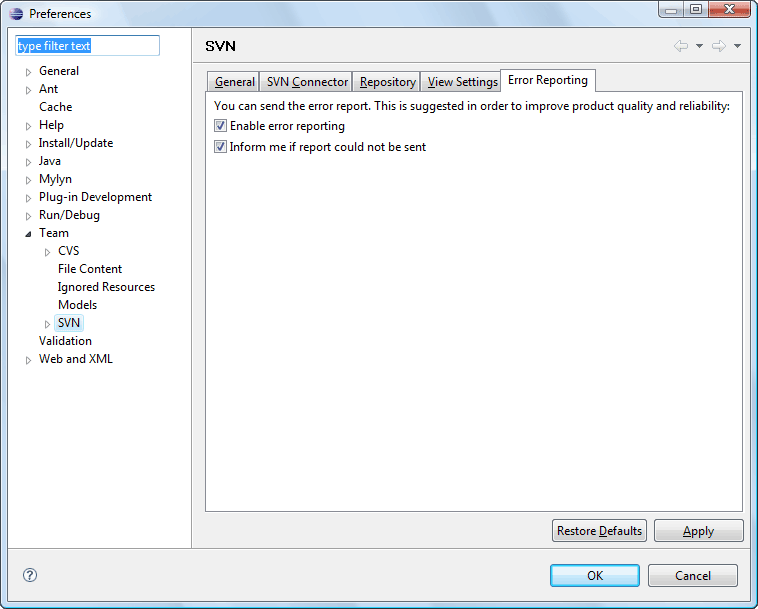 Preferences
type filter text
General
Ant
Cache
Help
Install/Update
Java
Mylyn
Plug-in Development
Run/Debug
Team
CVS
File Content
Ignored Resources
Models
SVN
Validation
Web and XML
SVN
General SVN Connector Repository View Settings Error Reporting
You can send the error report. This is suggested in order to improve product quality and reliability:
Enable error reporting
Inform me if report could not be sent
Restore Defaults Apply
? OK Cancel